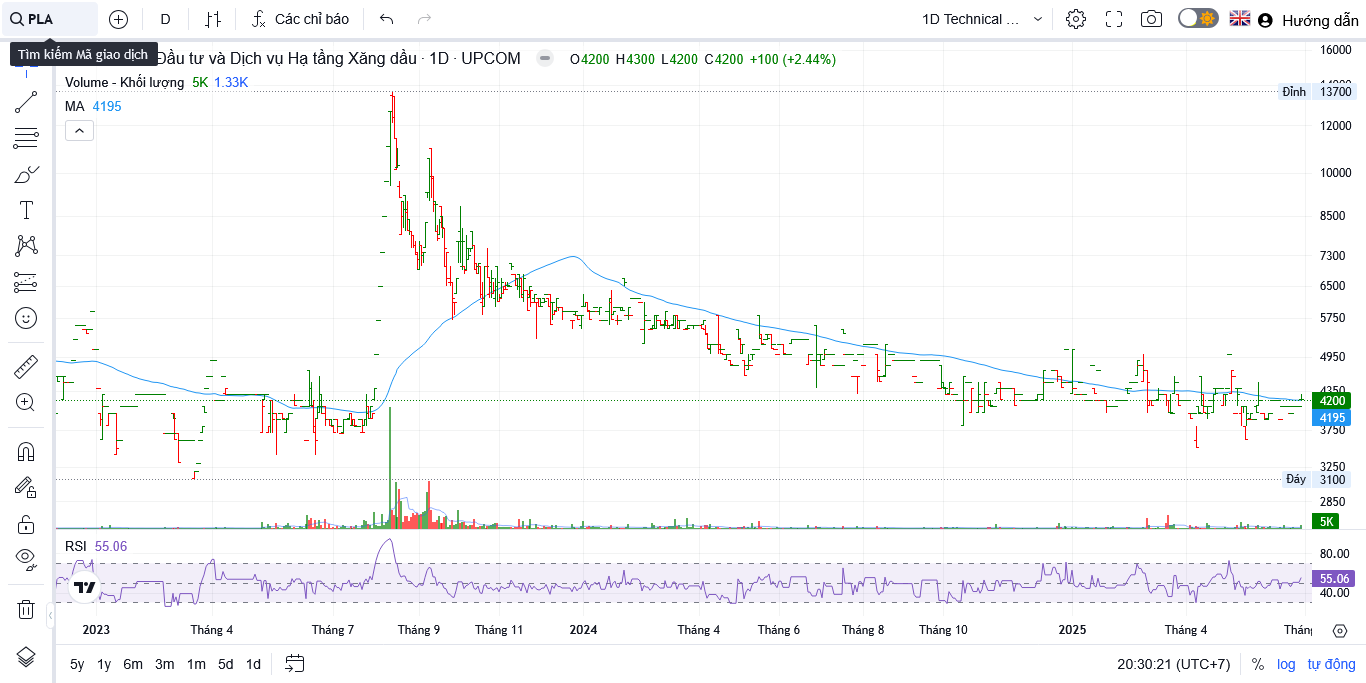 PLA
D
Các chỉ báo
1D Technical ...
Hướng dẫn
Tìm kiếm Mã giao dịch
Đầu tư và Dịch vụ Hạ tầng Xăng dầu · 1D · UPCOM
O4200 H4300 L4200 C4200 +100 (+2.44%)
Volume - Khối lượng 5K 1.33K
MA 4195
16000
Đỉnh 13700
12000
10000
8500
7300
6500
5750
4950
4350
4200
4195
3750
3250
Đáy 3100
2850
5K
RSI 55.06
80.00
55.06
40.00
2023 Tháng 4 Tháng 7 Tháng 9 Tháng 11 2024 Tháng 4 Tháng 6 Tháng 8 Tháng 10 2025 Tháng 4 Thán
5y 1y 6m 3m 1m 5d 1d
20:30:21 (UTC+7) % log tự động